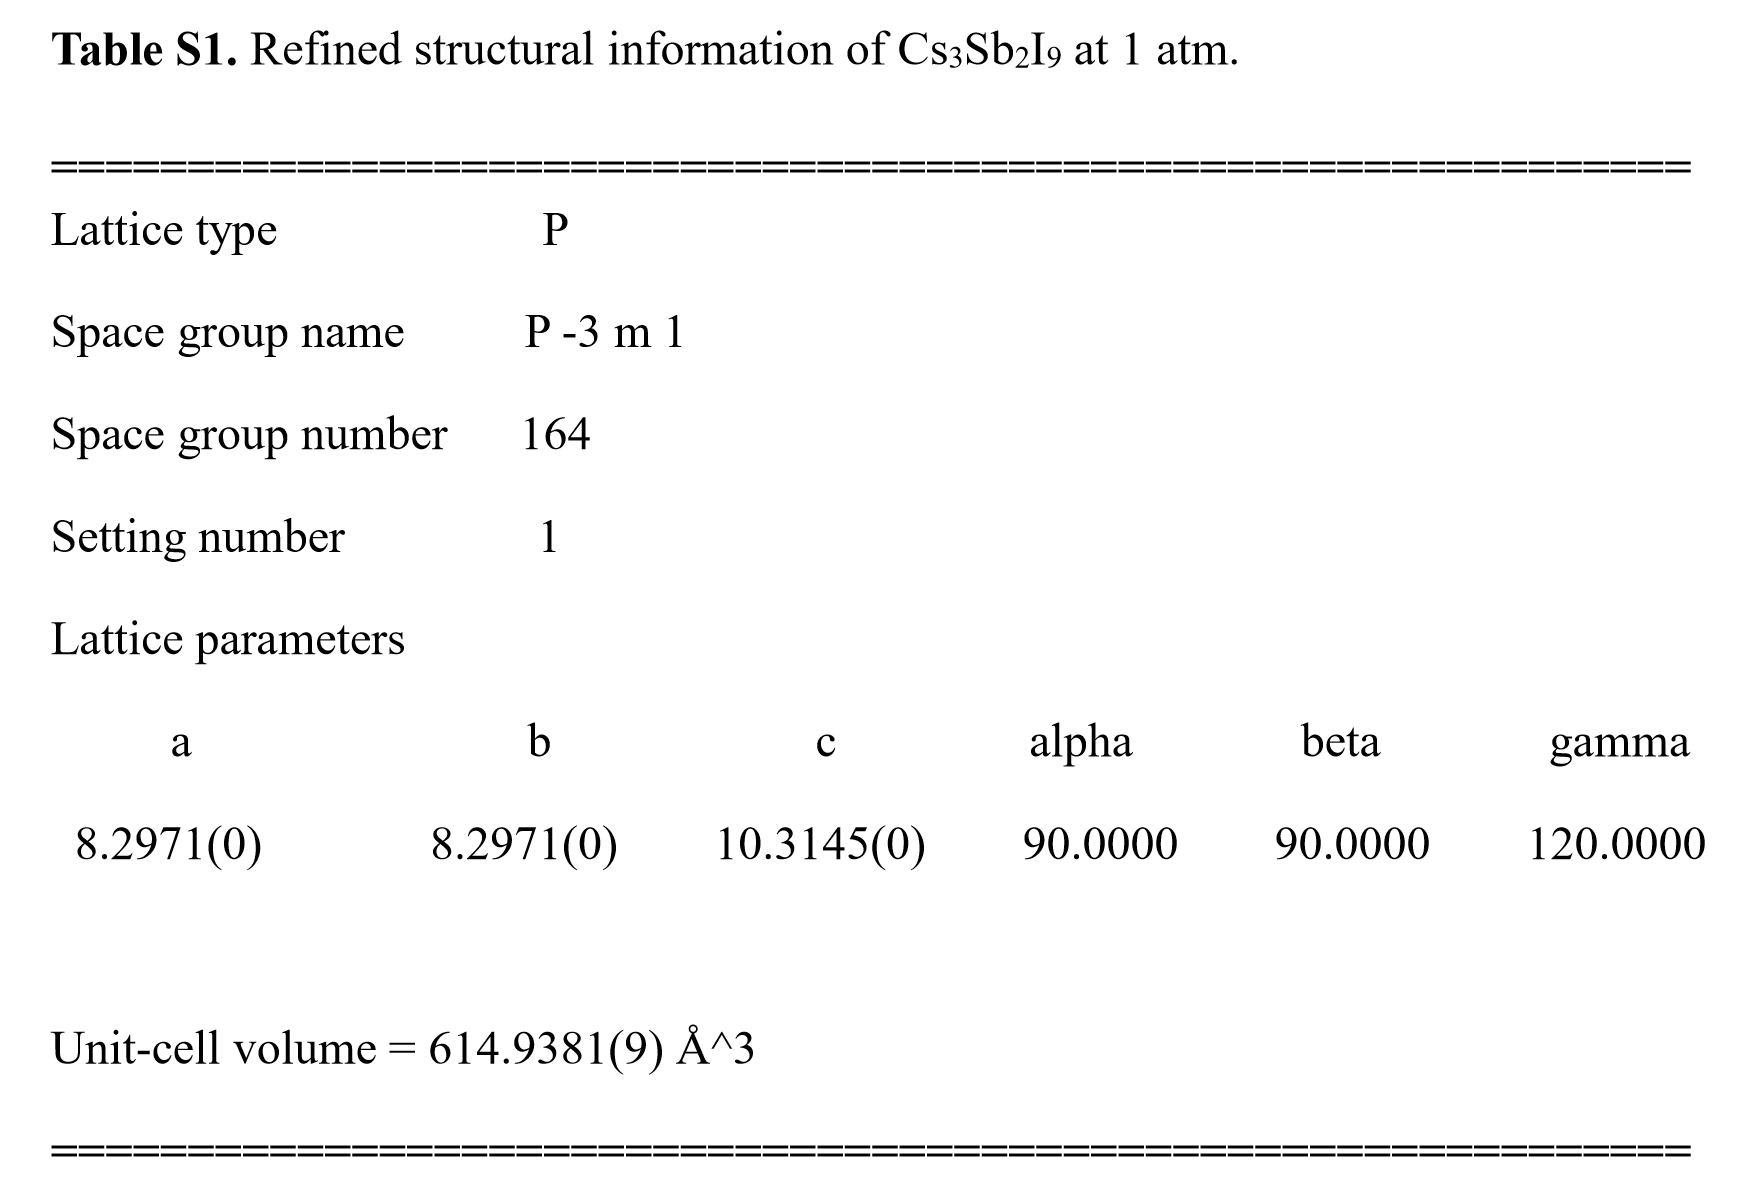 Table S1. Refined structural information of Cs₃Sb₂I₉ at 1 atm.
============================================================
Lattice type P
Space group name P -3 m 1
Space group number 164
Setting number 1
Lattice parameters
a b c alpha beta gamma
8.2971(0) 8.2971(0) 10.3145(0) 90.0000 90.0000 120.0000
Unit-cell volume = 614.9381(9) Å^3
============================================================